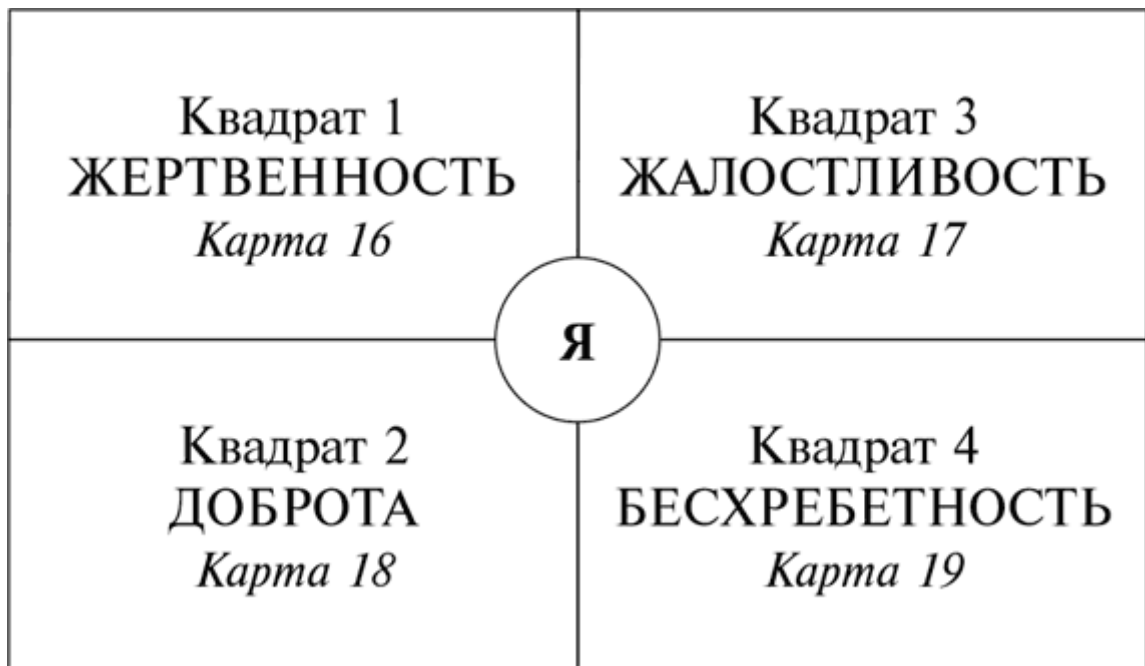 Квадрат 1
ЖЕРТВЕННОСТЬ
Карта 16
Квадрат 3
ЖАЛОСТЛИВОСТЬ
Карта 17
Я
Квадрат 2
ДОБРОТА
Карта 18
Квадрат 4
БЕСХРЕБЕТНОСТЬ
Карта 19